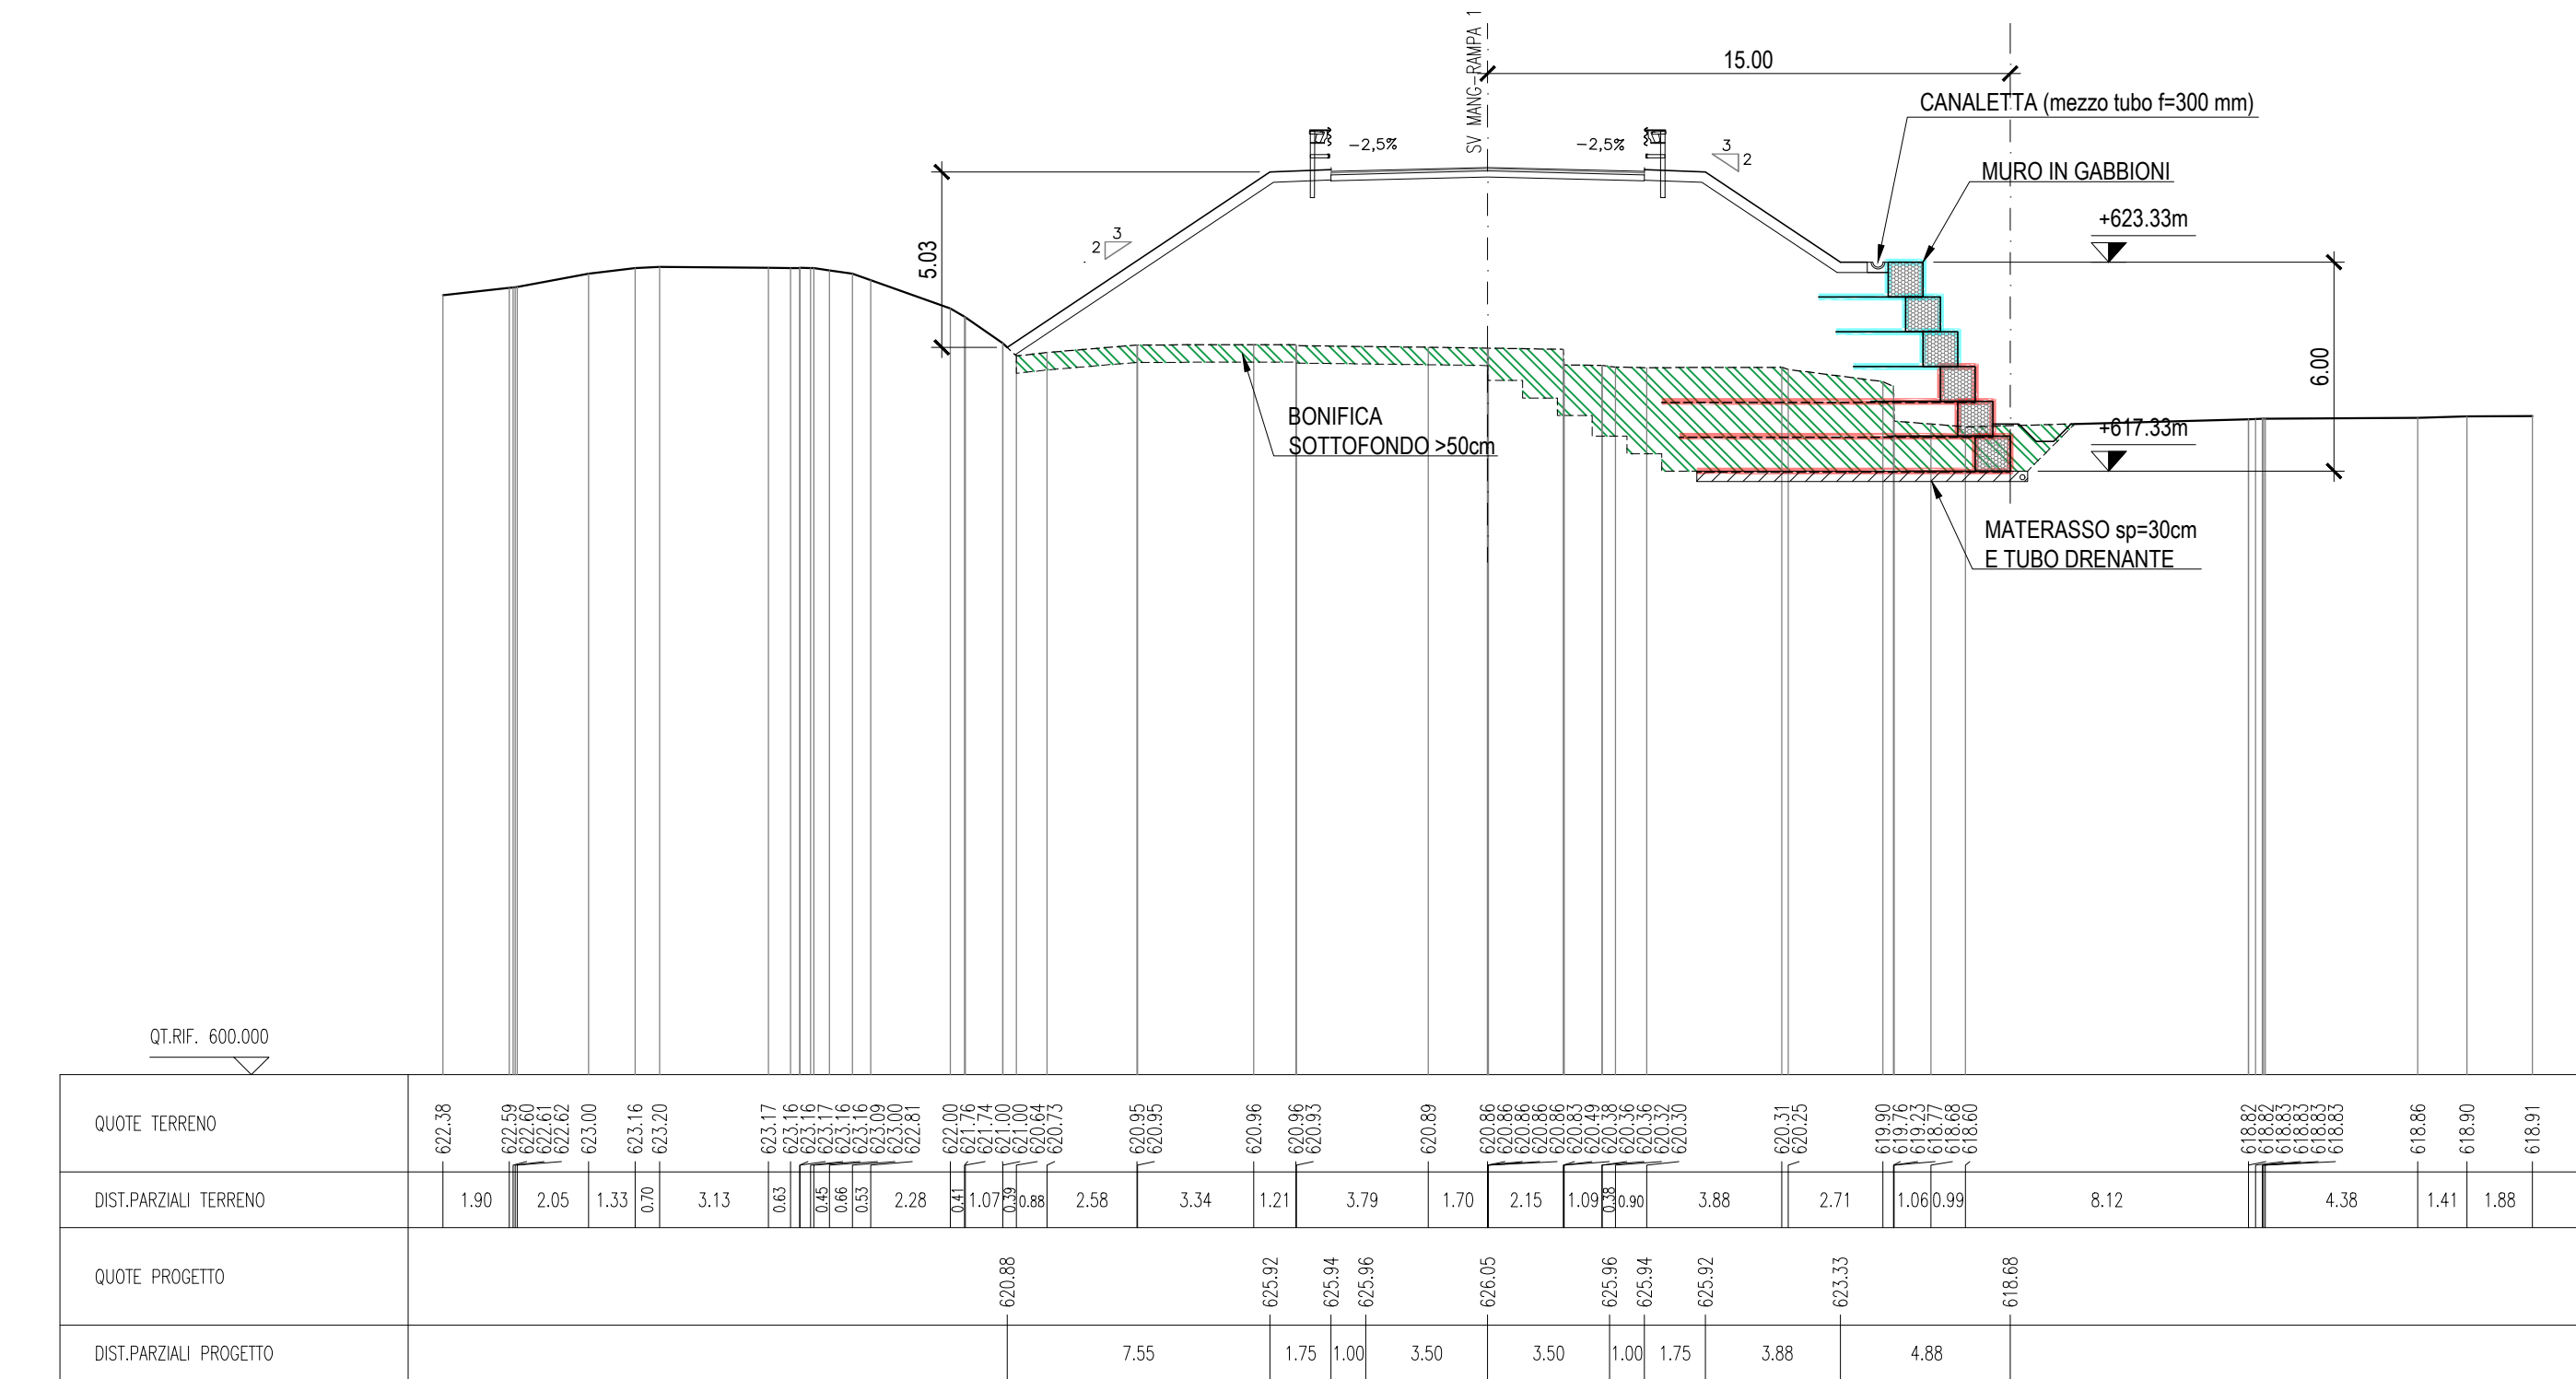 SV MANG-RAMPA 1
15.00
CANALETTA (mezzo tubo f=300 mm)
-2,5%
-2,5%
3
2
MURO IN GABBIONI
+623.33m
5.03
2
3
6.00
BONIFICA
SOTTOFONDO >50cm
+617.33m
MATERASSO sp=30cm
E TUBO DRENANTE
QT.RIF. 600.000
QUOTE TERRENO
622.38 622.59 622.60 622.61 622.62 623.00 623.16 623.20 623.17 623.16 623.16 623.17 623.16 623.16 623.09 623.00 622.81 622.00 621.76 621.74 621.00 621.00 620.64 620.73 620.95 620.95 620.96 620.96 620.93 620.89 620.86 620.86 620.86 620.86 620.86 620.83 620.49 620.38 620.36 620.36 620.32 620.30 620.31 620.25 619.90 619.76 619.23 618.77 618.68 618.60 618.82 618.82 618.83 618.83 618.83 618.83 618.86 618.90 618.91
DIST.PARZIALI TERRENO
1.90 2.05 1.33 0.70 3.13 0.63 0.45 0.66 0.53 2.28 0.41 1.07 0.39 0.88 2.58 3.34 1.21 3.79 1.70 2.15 1.09 0.38 0.90 3.88 2.71 1.06 0.99 8.12 4.38 1.41 1.88
QUOTE PROGETTO
620.88 625.92 625.94 625.96 626.05 625.96 625.94 625.92 623.33 618.68
DIST.PARZIALI PROGETTO
7.55 1.75 1.00 3.50 3.50 1.00 1.75 3.88 4.88